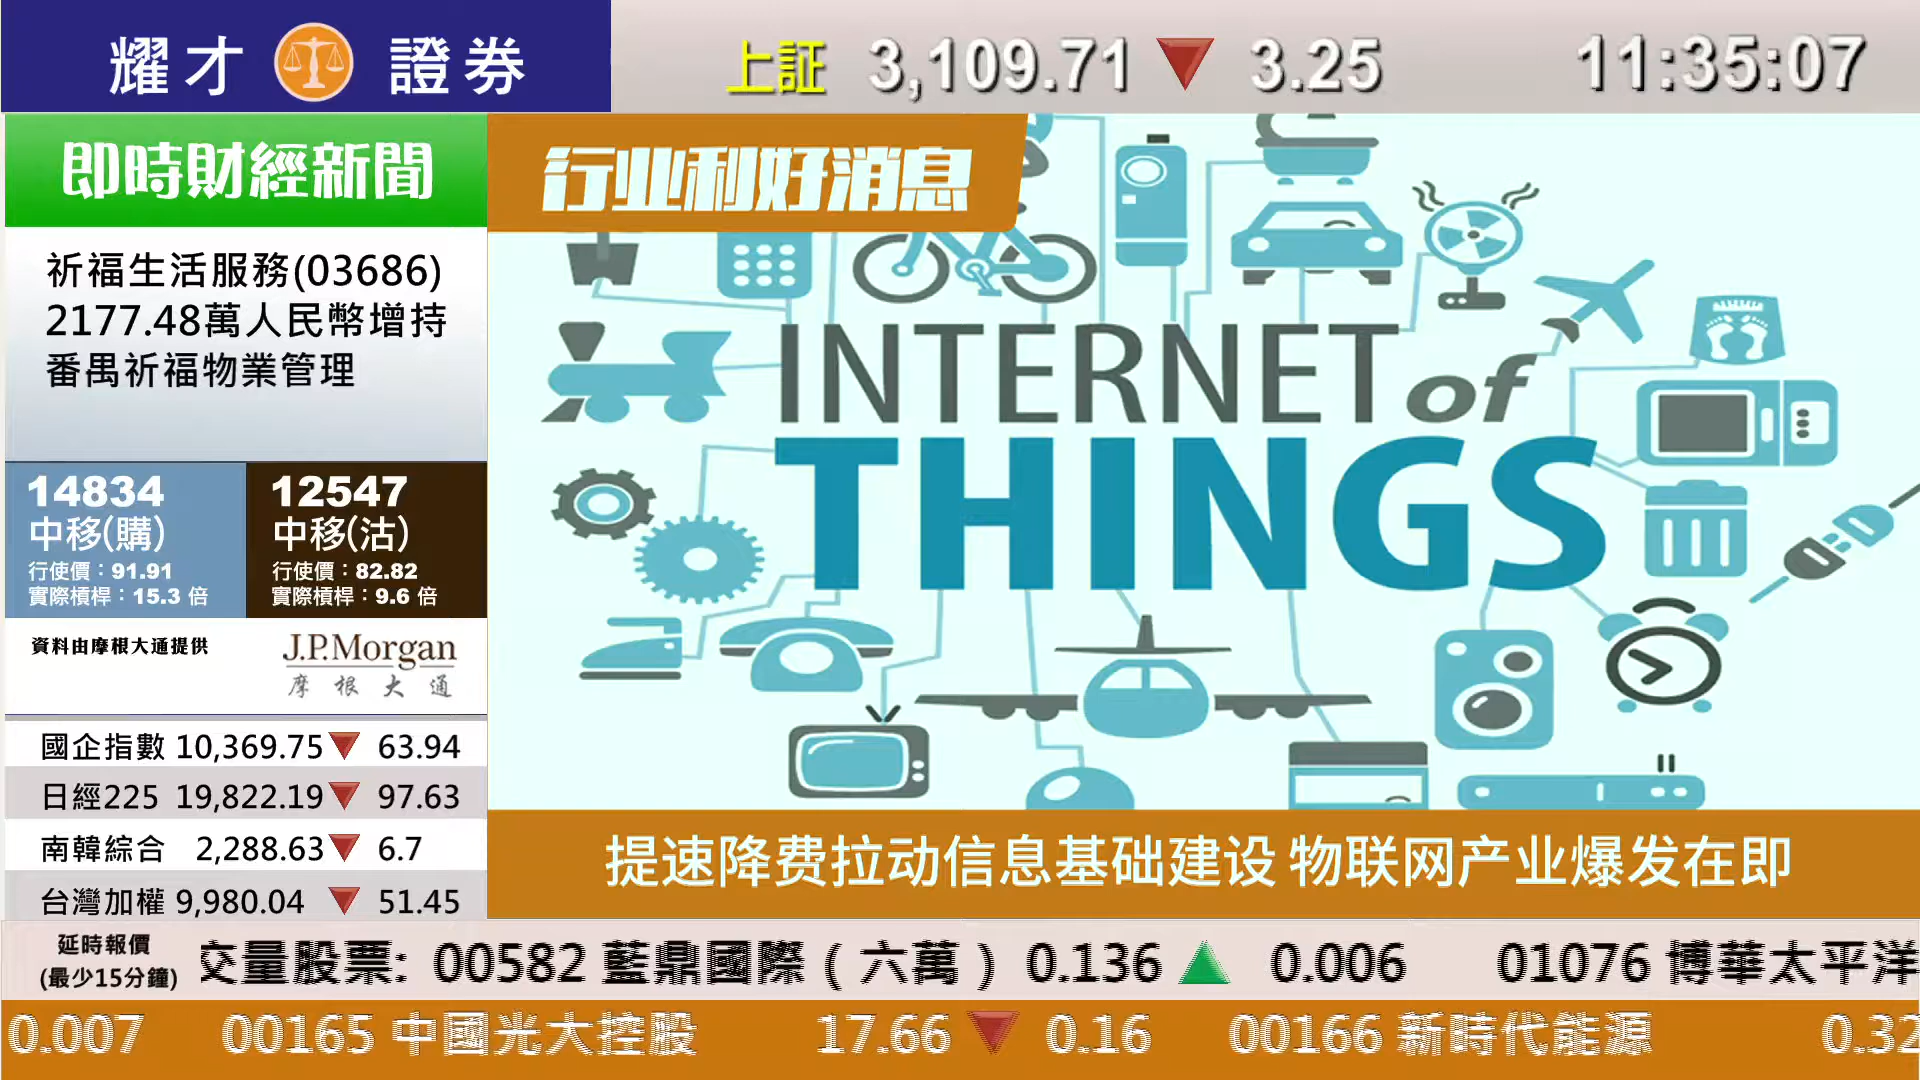 耀才 證券
上証 3,109.71 ▼ 3.25
11:35:07
即時財經新聞
祈福生活服務(03686)
2177.48萬人民幣增持
番禺祈福物業管理
14834
中移(購)
行使價：91.91
實際槓桿：15.3 倍
12547
中移(沽)
行使價：82.82
實際槓桿：9.6 倍
資料由摩根大通提供
J.P.Morgan
摩根大通
國企指數 10,369.75 ▼ 63.94
日經225 19,822.19 ▼ 97.63
南韓綜合 2,288.63 ▼ 6.7
台灣加權 9,980.04 ▼ 51.45
行业利好消息
INTERNET of
THINGS
提速降费拉动信息基础建设 物联网产业爆发在即
延時報價
(最少15分鐘)
交量股票: 00582 藍鼎國際 ( 六萬 ) 0.136 ▲ 0.006 01076 博華太平洋
0.007 00165 中國光大控股 17.66 ▼ 0.16 00166 新時代能源 0.32